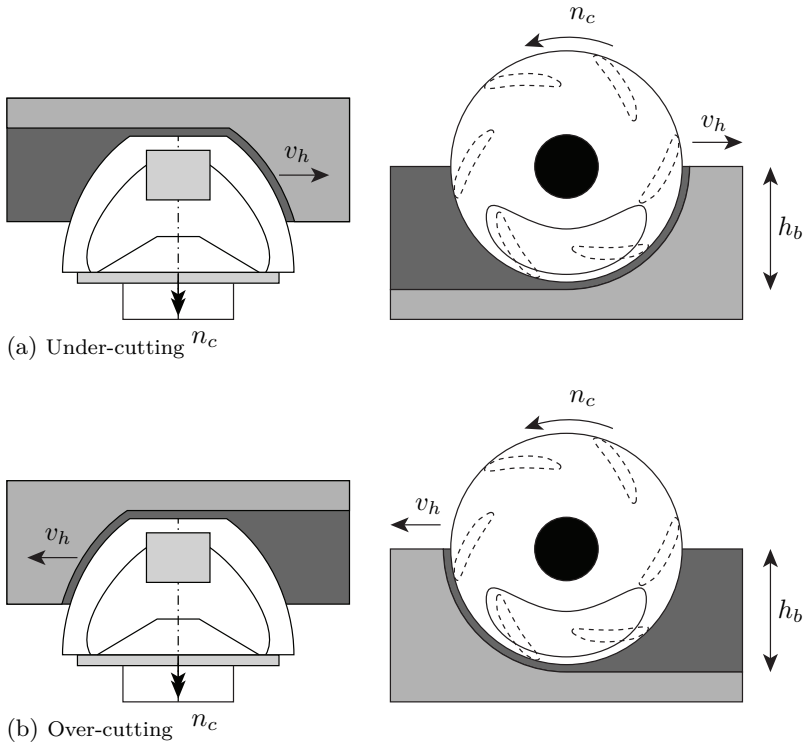 n_c
v_h
v_h
h_b
n_c
(a) Under-cutting
n_c
v_h
v_h
h_b
n_c
(b) Over-cutting